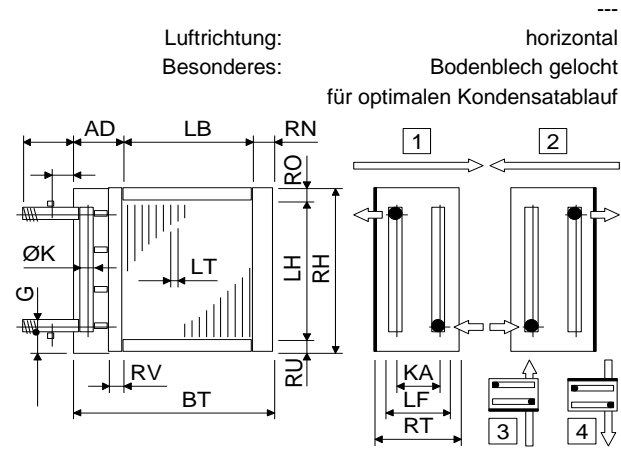 ---
Luftrichtung: horizontal
Besonderes: Bodenblech gelocht
für optimalen Kondensatablauf
AD LB RN
RO
1 2
ØK
LT
LH
RH
G
RV
RU
KA
BT
LF
RT
3 4